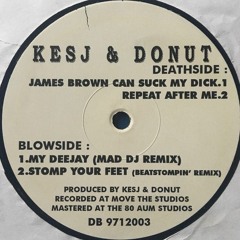 KESJ & DONUT
DEATHSIDE :
JAMES BROWN CAN SUCK MY DICK.1
REPEAT AFTER ME.2
BLOWSIDE :
1.MY DEEJAY (MAD DJ REMIX)
2.STOMP YOUR FEET (BEATSTOMPIN' REMIX)
PRODUCED BY KESJ & DONUT
RECORDED AT MOVE THE STUDIOS
MASTERED AT THE 80 AUM STUDIOS
DB 9712003